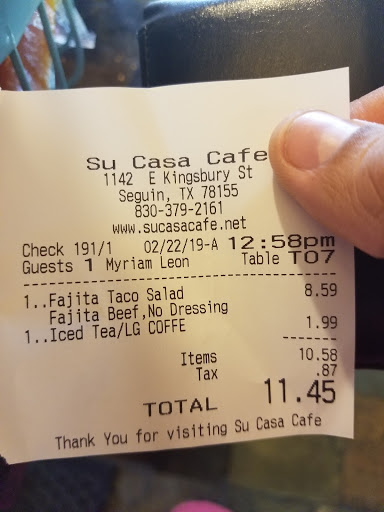 Su Casa Cafe
1142 E Kingsbury St
Seguin, TX 78155
830-379-2161
www.sucasacafe.net
Check 191/1 02/22/19-A 12:58pm
Guests 1 Myriam Leon Table T07
1..Fajita Taco Salad 8.59
Fajita Beef,No Dressing
1..Iced Tea/LG COFFE 1.99
Items 10.58
Tax .87
TOTAL 11.45
Thank You for visiting Su Casa Cafe